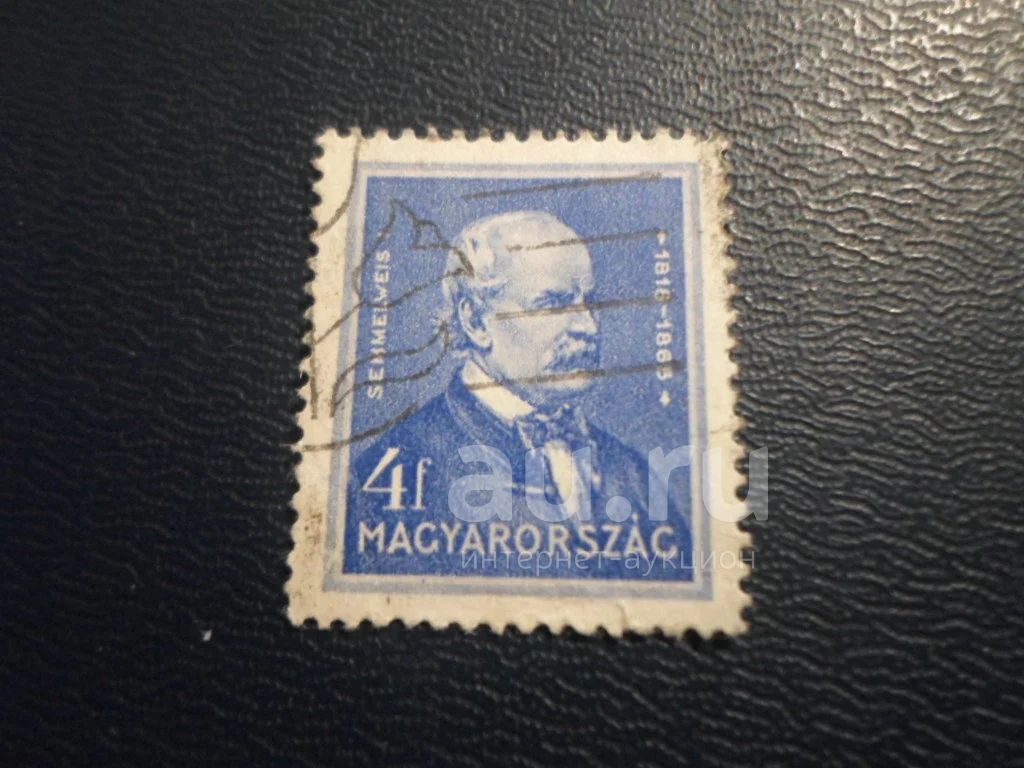 SEMMELWEIS
1818-1865
4f
MAGYARORSZÁG
au.ru
интернет-аукцион